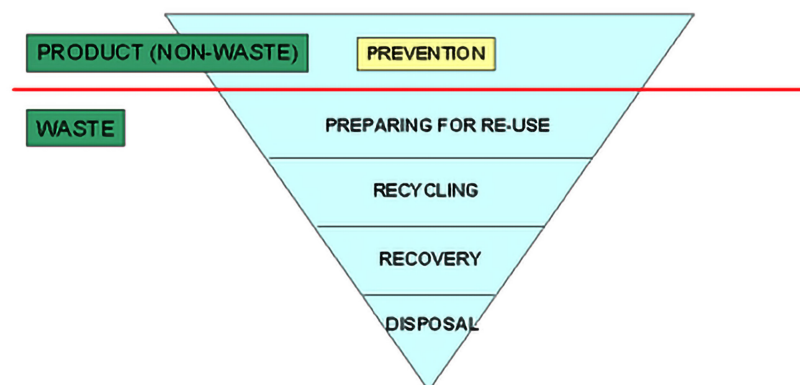 PRODUCT (NON-WASTE)
PREVENTION
WASTE
PREPARING FOR RE-USE
RECYCLING
RECOVERY
DISPOSAL